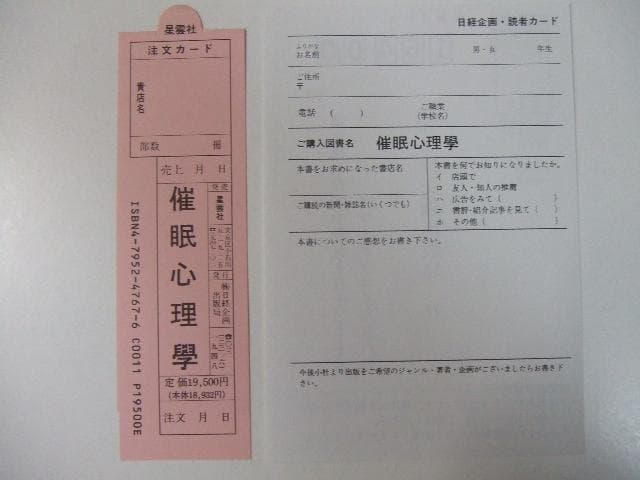 星雲社
注文カード
貴店名
部数 冊
売上 月 日
発売 星雲社
発行 ㈱日経企画出版局
催眠心理學
定価19,500円
(本体18,932円)
注文 月 日
ISBN4-7952-4767-6 C0011 P19500E
日経企画・読者カード
ふりがな
お名前 男・女 年生
ご住所
〒
電話 ( ) ご職業
(学校名)
ご購入図書名 催眠心理學
本書をお求めになった書店名
ご購読の新聞・雑誌名(いくつでも)
本書を何でお知りになりましたか。
イ 店頭で
ロ 友人・知人の推薦
ハ 広告をみて( )
ニ 書評・紹介記事を見て( )
ホ その他( )
本書についてのご感想をお書き下さい。
今後小社より出版をご希望のジャンル・著者・企画がございましたらお書き下
さい。